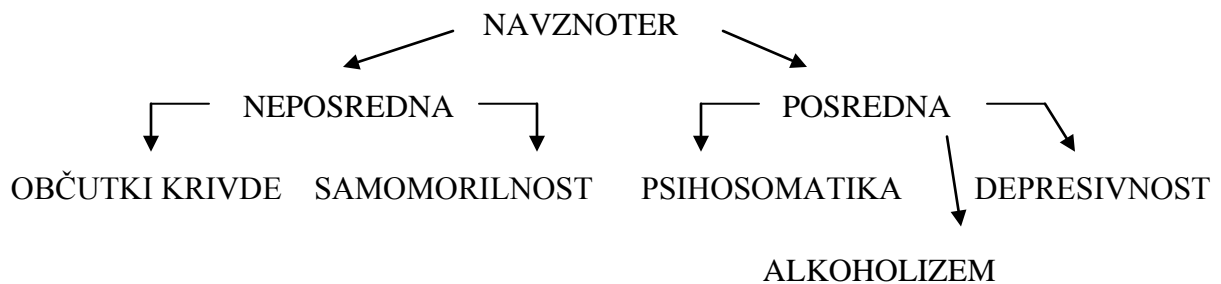 NAVZNOTER
NEPOSREDNA POSREDNA
OBČUTKI KRIVDE SAMOMORILNOST PSIHOSOMATIKA DEPRESIVNOST
ALKOHOLIZEM